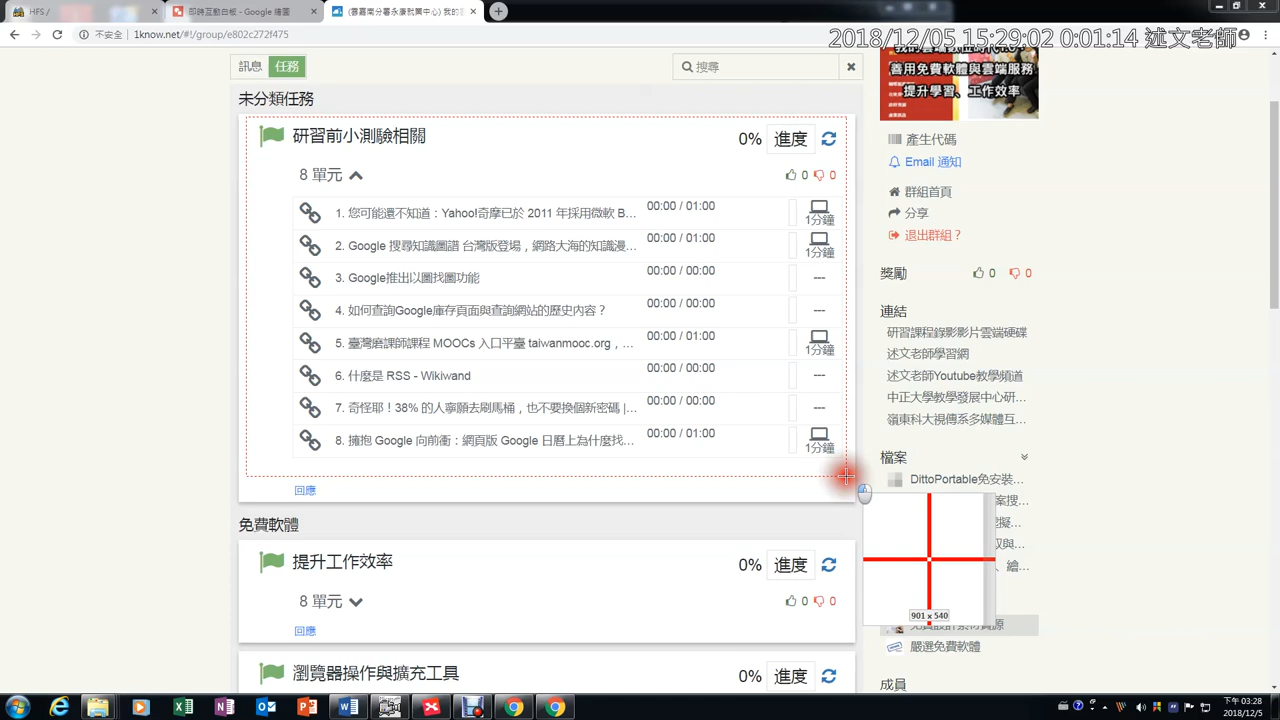 HFS /
即時互動白板 - Google 繪圖
(雲嘉南分署永康就業中心) 我的雲
不安全
1know.net/#!/group/e802c272f475
2018/12/05 15:29:02 0:01:14 述文老師
訊息
任務
搜尋
未分類任務
研習前小測驗相關
0%
進度
8 單元
0
0
1. 您可能還不知道：Yahoo!奇摩已於 2011 年採用微軟 B...
00:00 / 01:00
1分鐘
2. Google 搜尋知識圖譜 台灣版登場，網路大海的知識漫...
00:00 / 01:00
1分鐘
3. Google推出以圖找圖功能
00:00 / 00:00
---
4. 如何查詢Google庫存頁面與查詢網站的歷史內容？
00:00 / 00:00
---
5. 臺灣磨課師課程 MOOCs 入口平臺 taiwanmooc.org，...
00:00 / 01:00
1分鐘
6. 什麼是 RSS - Wikiwand
00:00 / 00:00
---
7. 奇怪耶！38% 的人寧願去刷馬桶，也不要換個新密碼 |...
00:00 / 00:00
---
8. 擁抱 Google 向前衝：網頁版 Google 日曆上為什麼找...
00:00 / 01:00
1分鐘
回應
免費軟體
提升工作效率
0%
進度
8 單元
0
0
回應
瀏覽器操作與擴充工具
0%
進度
善用免費軟體與雲端服務
提升學習、工作效率
產生代碼
Email 通知
群組首頁
分享
退出群組？
獎勵
0
0
連結
研習課程錄影影片雲端硬碟
述文老師學習網
述文老師Youtube教學頻道
中正大學教學發展中心研...
嶺東科大視傳系多媒體互...
檔案
DittoPortable免安裝...
案搜...
擬...
取與...
、繪...
901 x 540
嚴選免費軟體
成員
下午 03:28
2018/12/5